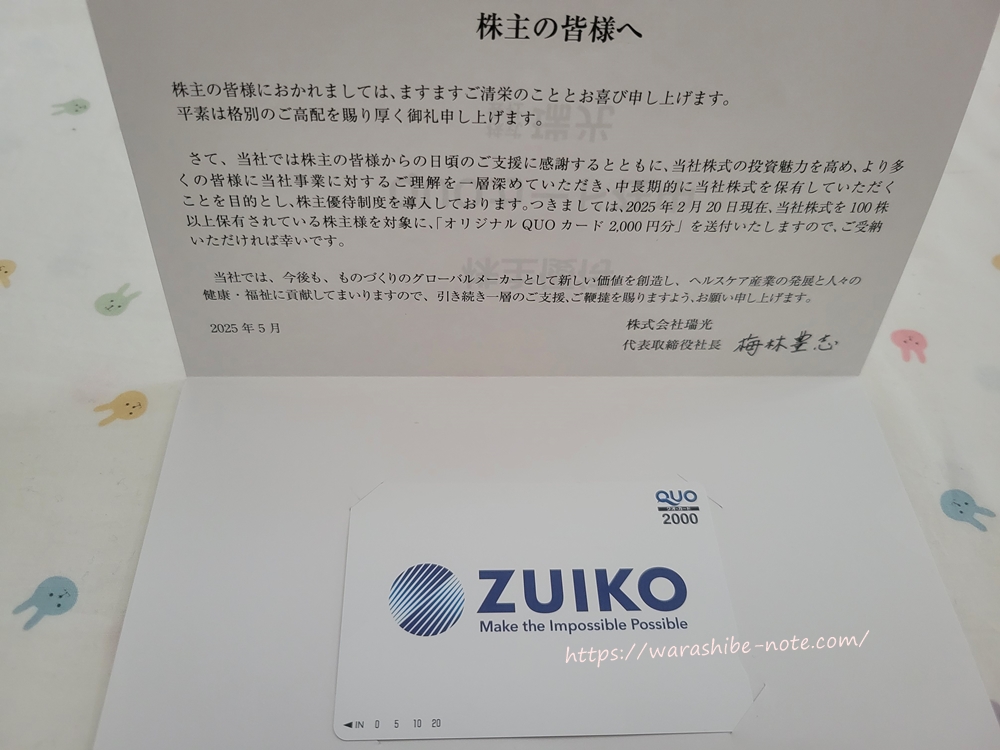 株主の皆様へ
株主の皆様におかれましては、ますますご清栄のこととお喜び申し上げます。
平素は格別のご高配を賜り厚く御礼申し上げます。
さて、当社では株主の皆様からの日頃のご支援に感謝するとともに、当社株式の投資魅力を高め、より多
くの皆様に当社事業に対するご理解を一層深めていただき、中長期的に当社株式を保有していただく
ことを目的とし、株主優待制度を導入しております。つきましては、2025年2月20日現在、当社株式を100株
以上保有されている株主様を対象に、「オリジナルQUOカード2,000円分」を送付いたしますので、ご受納
いただければ幸いです。
当社では、今後も、ものづくりのグローバルメーカーとして新しい価値を創造し、ヘルスケア産業の発展と人々の
健康・福祉に貢献してまいりますので、引き続き一層のご支援、ご鞭撻を賜りますよう、お願い申し上げます。
2025年5月
株式会社瑞光
代表取締役社長 梅林豊志
QUO
クオ・カード
2000
ZUIKO
Make the Impossible Possible
https://warashibe-note.com/
◀IN 0 5 10 20